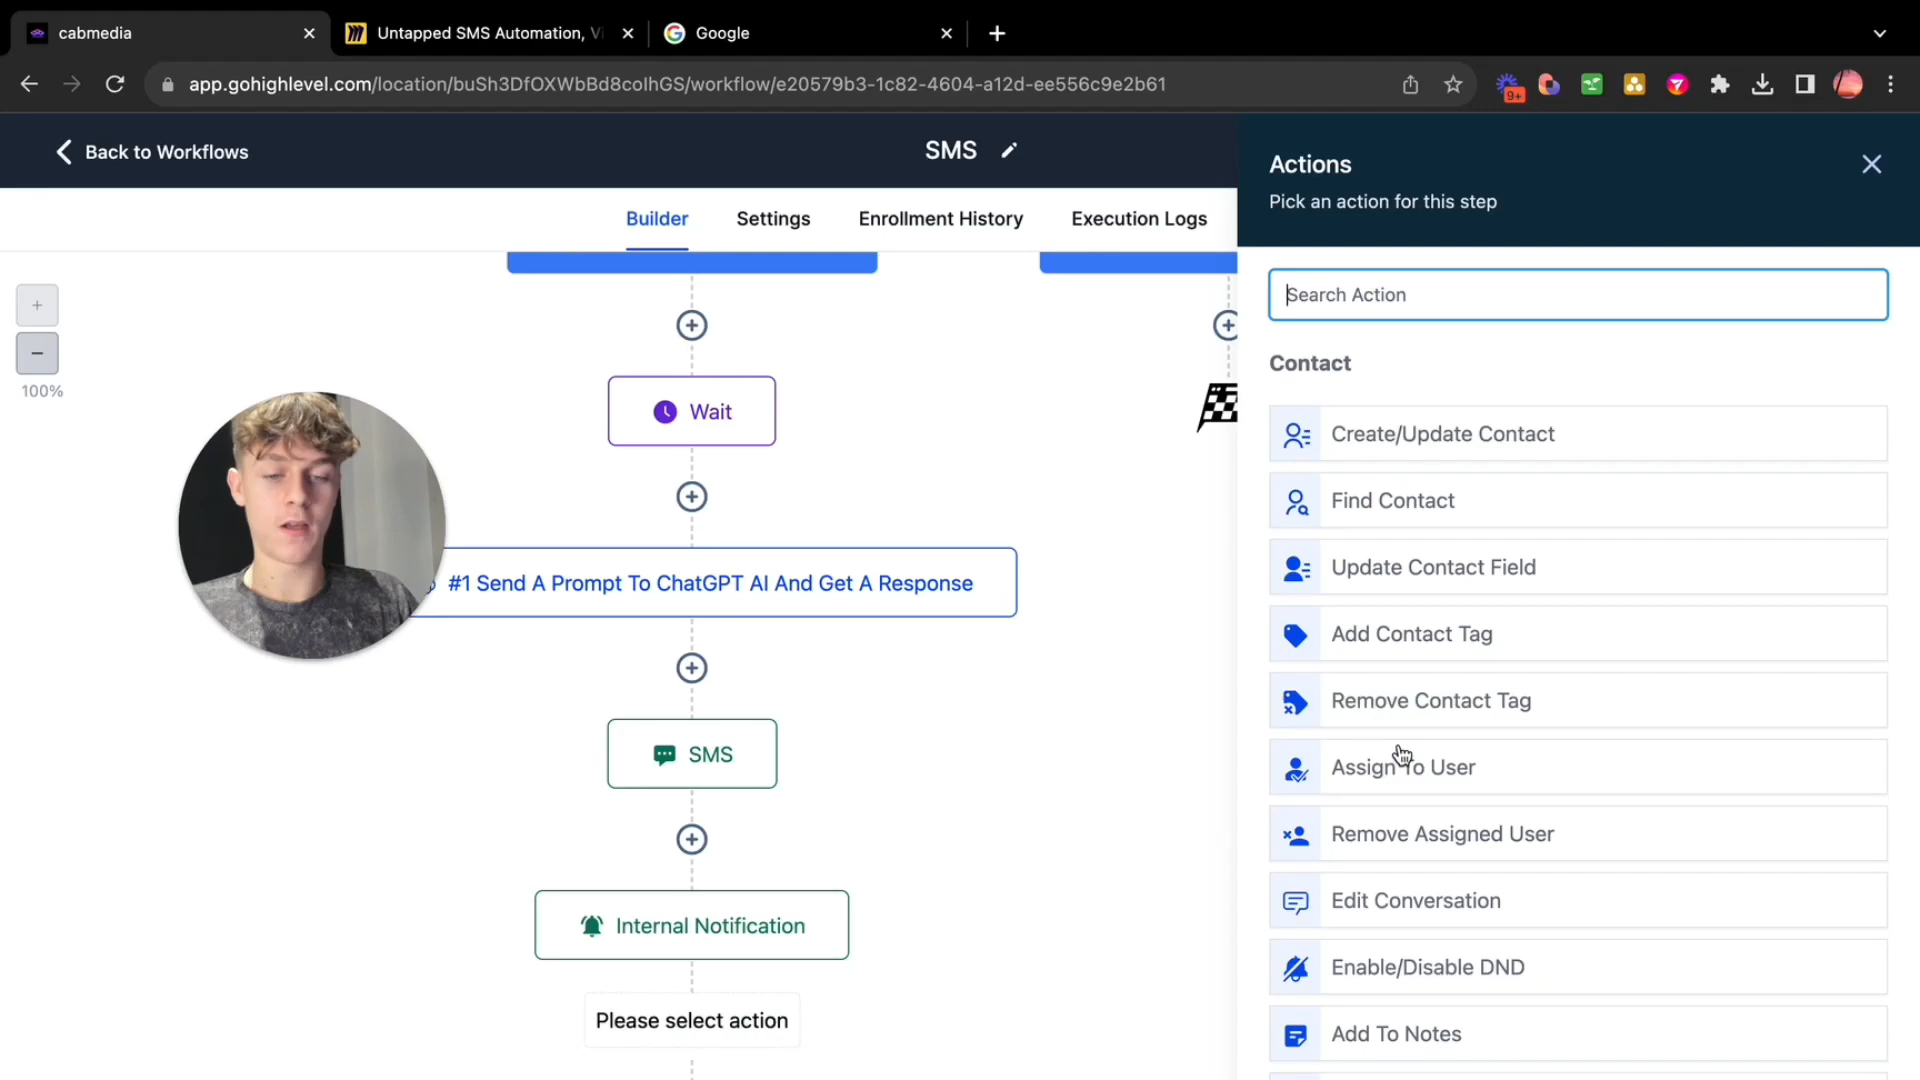 cabmedia
Untapped SMS Automation, Vi
Google
app.gohighlevel.com/location/buSh3DfOXWbBd8coIhGS/workflow/e20579b3-1c82-4604-a12d-ee556c9e2b61
9+
Back to Workflows
SMS
Builder
Settings
Enrollment History
Execution Logs
100%
Wait
#1 Send A Prompt To ChatGPT AI And Get A Response
SMS
Internal Notification
Please select action
Actions
Pick an action for this step
Search Action
Contact
Create/Update Contact
Find Contact
Update Contact Field
Add Contact Tag
Remove Contact Tag
Assign To User
Remove Assigned User
Edit Conversation
Enable/Disable DND
Add To Notes